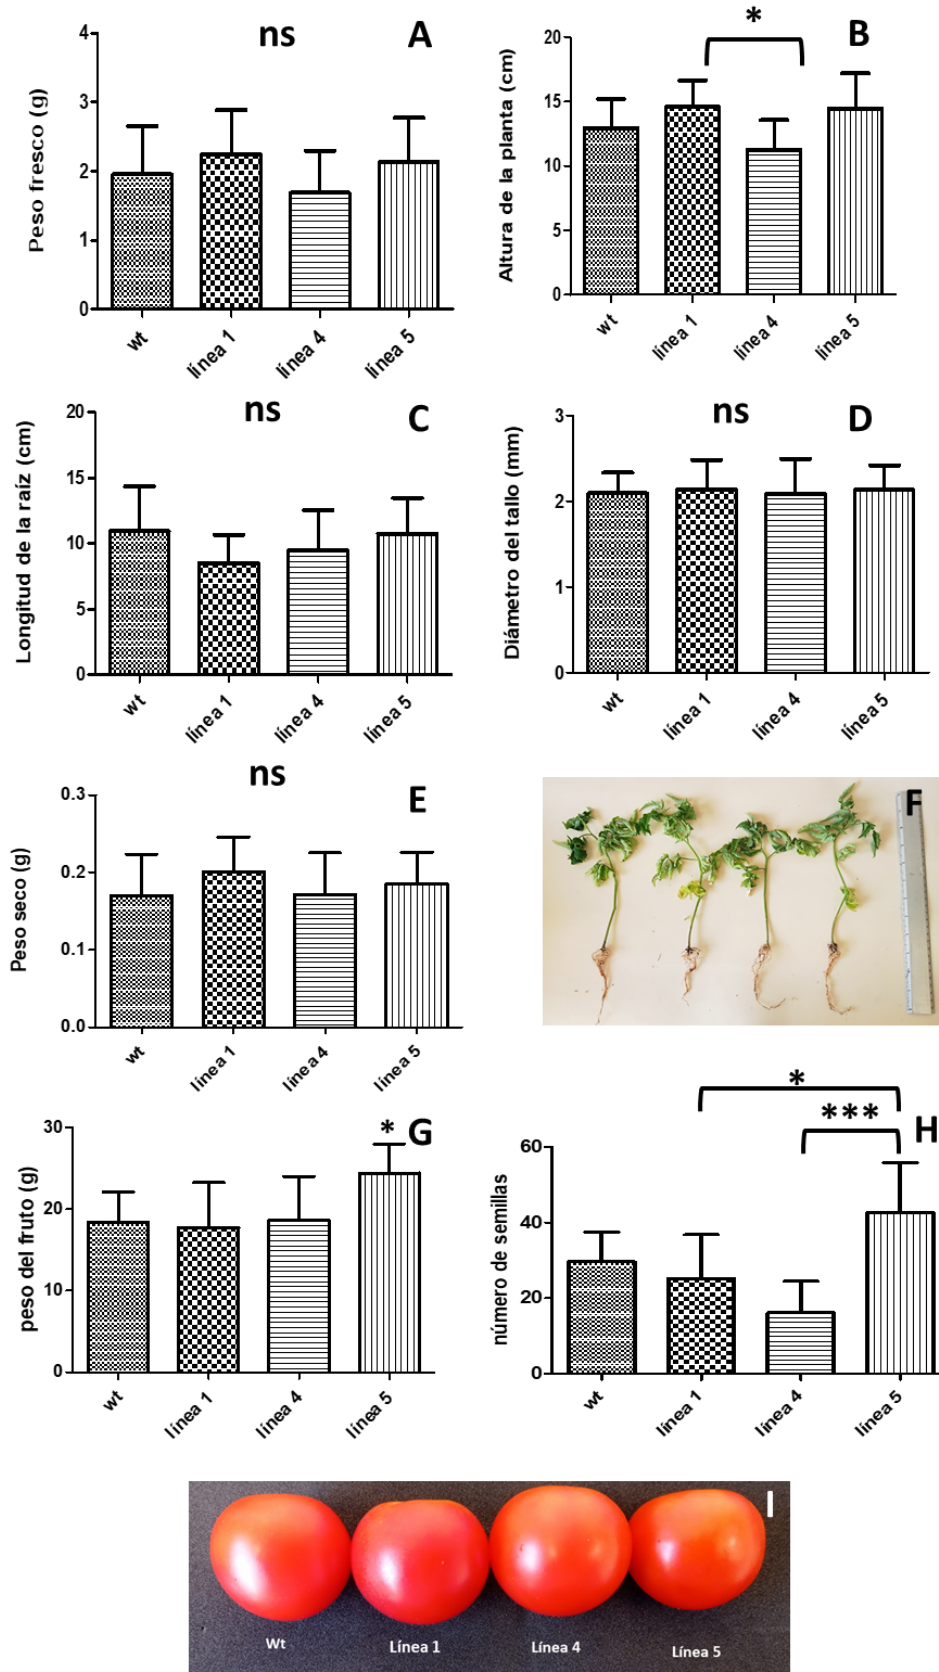 ns
A
Peso fresco (g)
4
3
2
1
0
wt
línea 1
línea 4
línea 5
*
B
Altura de la planta (cm)
20
15
10
5
0
wt
línea 1
línea 4
línea 5
ns
C
Longitud de la raíz (cm)
20
15
10
5
0
wt
línea 1
línea 4
línea 5
ns
D
Diámetro del tallo (mm)
3
2
1
0
wt
línea 1
línea 4
línea 5
ns
E
Peso seco (g)
0.3
0.2
0.1
0.0
wt
línea 1
línea 4
línea 5
F
* G
peso del fruto (g)
30
20
10
0
wt
línea 1
línea 4
línea 5
*
***
H
número de semillas
60
40
20
0
wt
línea 1
línea 4
línea 5
I
Wt
Línea 1
Línea 4
Línea 5